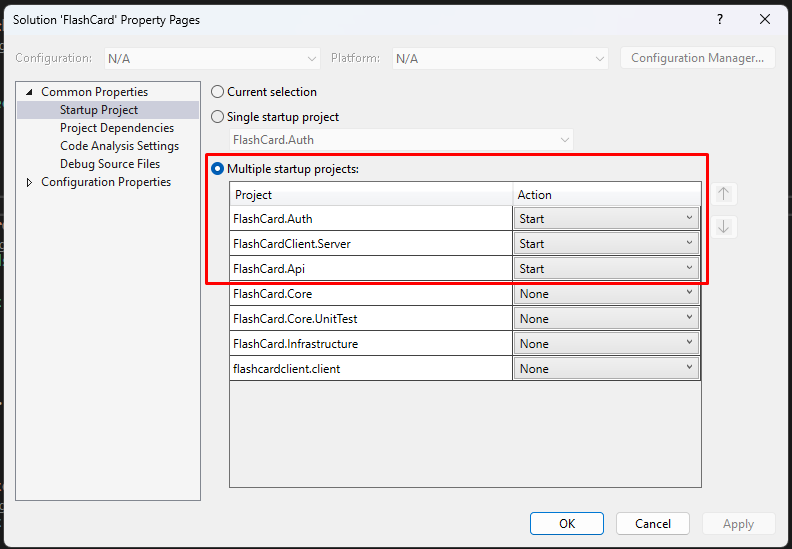 Solution 'FlashCard' Property Pages
?
Configuration: N/A Platform: N/A Configuration Manager...
Common Properties
Startup Project
Project Dependencies
Code Analysis Settings
Debug Source Files
Configuration Properties
Current selection
Single startup project
FlashCard.Auth
Multiple startup projects:
Project Action
FlashCard.Auth Start
FlashCardClient.Server Start
FlashCard.Api Start
FlashCard.Core None
FlashCard.Core.UnitTest None
FlashCard.Infrastructure None
flashcardclient.client None
OK Cancel Apply